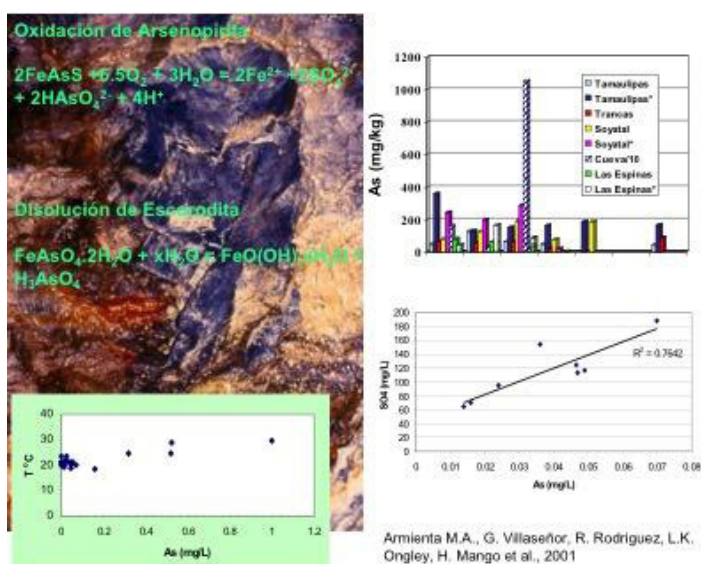 Oxidación de Arsenopirita
2FeAsS +6.5O₂ + 3H₂O = 2Fe²⁺ +2SO₄²⁻
+ 2HAsO₄²⁻ + 4H⁺
Disolución de Escorodita
FeAsO₄.2H₂O + xH₂O = FeO(OH).xH₂O +
H₃AsO₄
40
30
20
10
0
T °C
0
0.2
0.4
0.6
0.8
1
1.2
As (mg/L)
1200
1000
800
600
400
200
0
As (mg/kg)
Tamaulipas
Tamaulipas*
Trancas
Soyatal
Soyatal*
Cueva*10
Las Espinas
Las Espinas*
200
180
160
140
120
100
80
60
40
20
0
SO4 (mg/L)
R² = 0.7642
0
0.01
0.02
0.03
0.04
0.05
0.06
0.07
0.08
As (mg/L)
Armienta M.A., G. Villaseñor, R. Rodriguez, L.K.
Ongley, H. Mango et al., 2001